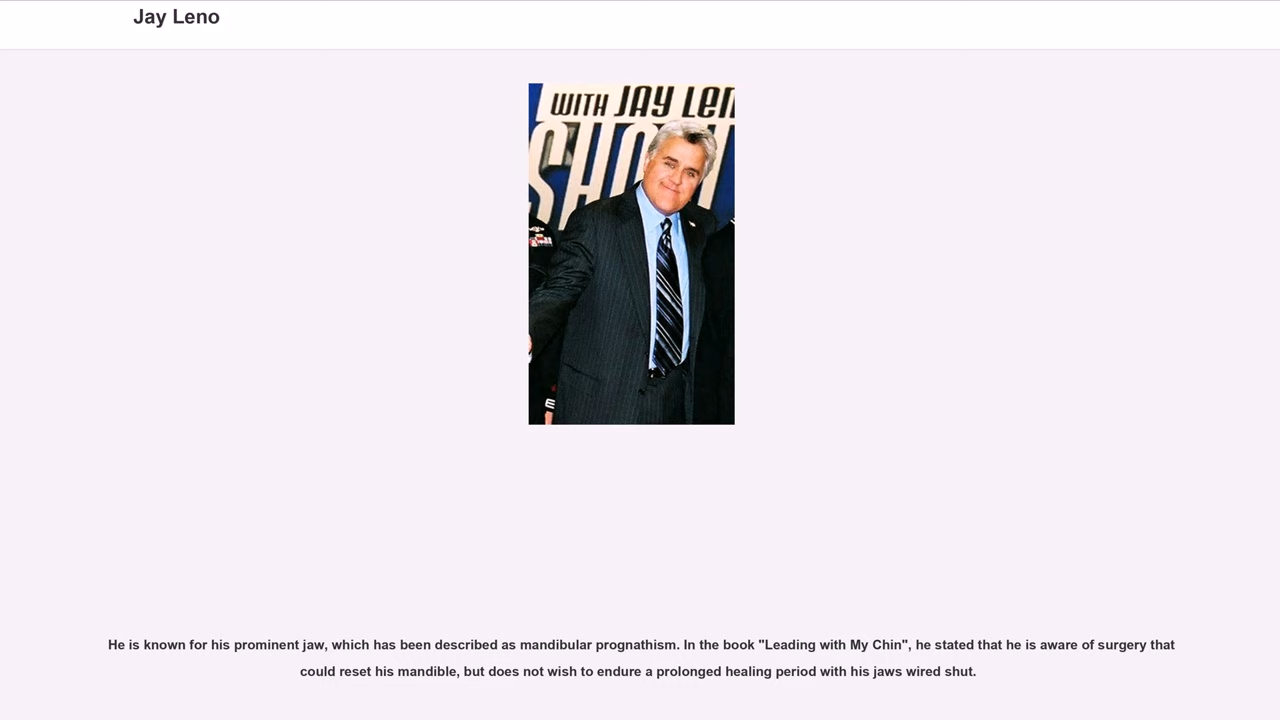 Jay Leno
WITH JAY LEN
SHOW
He is known for his prominent jaw, which has been described as mandibular prognathism. In the book "Leading with My Chin", he stated that he is aware of surgery that
could reset his mandible, but does not wish to endure a prolonged healing period with his jaws wired shut.